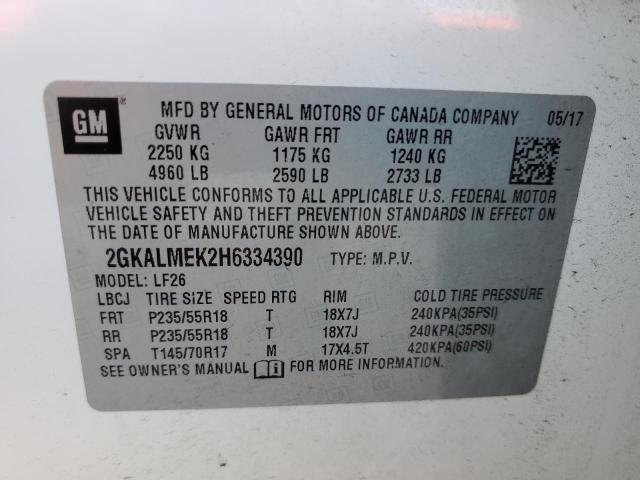 GM
MFD BY GENERAL MOTORS OF CANADA COMPANY 05/17
GVWR GAWR FRT GAWR RR
2250 KG 1175 KG 1240 KG
4960 LB 2590 LB 2733 LB
THIS VEHICLE CONFORMS TO ALL APPLICABLE U.S. FEDERAL MOTOR
VEHICLE SAFETY AND THEFT PREVENTION STANDARDS IN EFFECT ON
THE DATE OF MANUFACTURE SHOWN ABOVE.
2GKALMEK2H6334390 TYPE: M.P.V.
MODEL: LF26
LBCJ TIRE SIZE SPEED RTG RIM COLD TIRE PRESSURE
FRT P235/55R18 T 18X7J 240KPA(35PSI)
RR P235/55R18 T 18X7J 240KPA(35PSI)
SPA T145/70R17 M 17X4.5T 420KPA(60PSI)
SEE OWNER'S MANUAL FOR MORE INFORMATION.